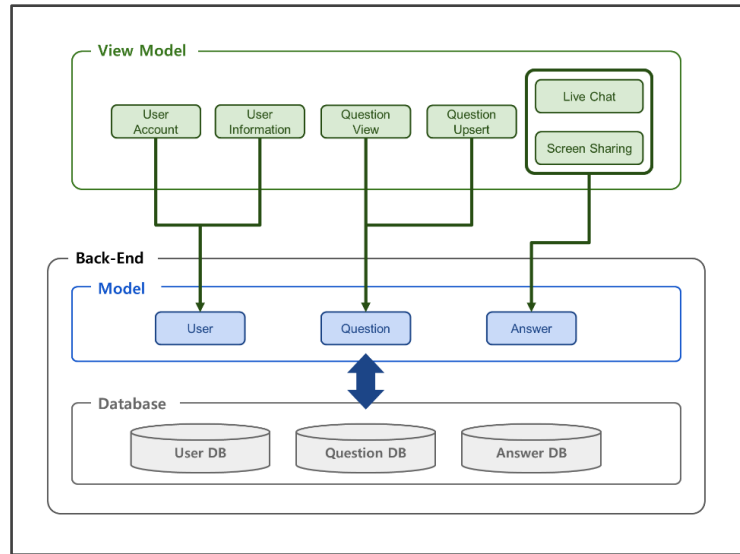 View Model
Live Chat
User
Account
User
Information
Question
View
Question
Upsert
Screen Sharing
Back-End
Model
User
Question
Answer
Database
User DB
Question DB
Answer DB